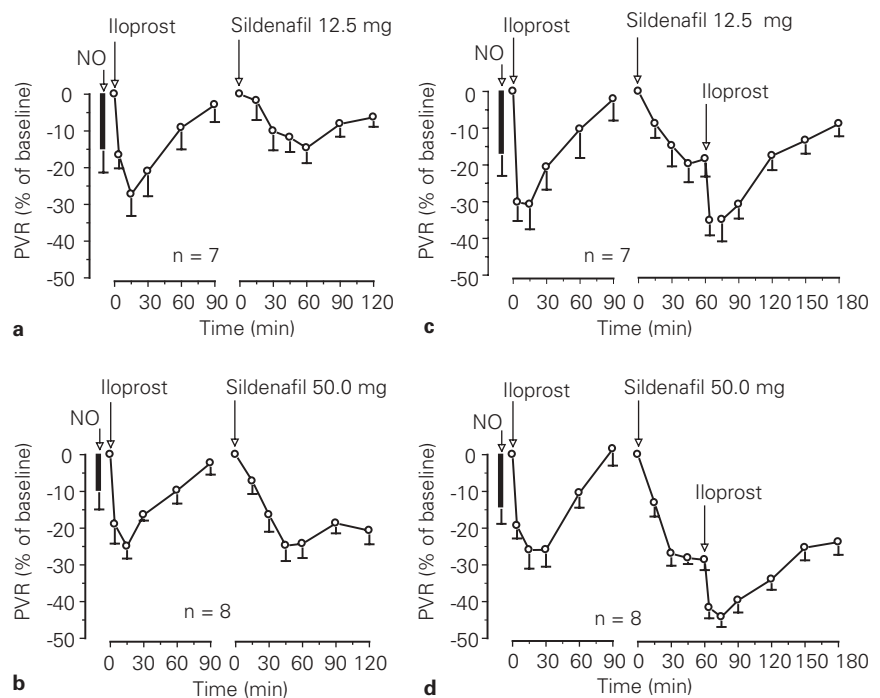 Iloprost
Sildenafil 12.5 mg
NO
PVR (% of baseline)
0
-10
-20
-30
-40
-50
n = 7
0 30 60 90 0 30 60 90 120
Time (min)
a
Iloprost
Sildenafil 12.5 mg
NO
Iloprost
PVR (% of baseline)
0
-10
-20
-30
-40
-50
n = 7
0 30 60 90 0 30 60 90 120 150 180
Time (min)
c
Iloprost
Sildenafil 50.0 mg
NO
PVR (% of baseline)
0
-10
-20
-30
-40
-50
n = 8
0 30 60 90 0 30 60 90 120
Time (min)
b
Iloprost
Sildenafil 50.0 mg
NO
Iloprost
PVR (% of baseline)
0
-10
-20
-30
-40
-50
n = 8
0 30 60 90 0 30 60 90 120 150 180
Time (min)
d